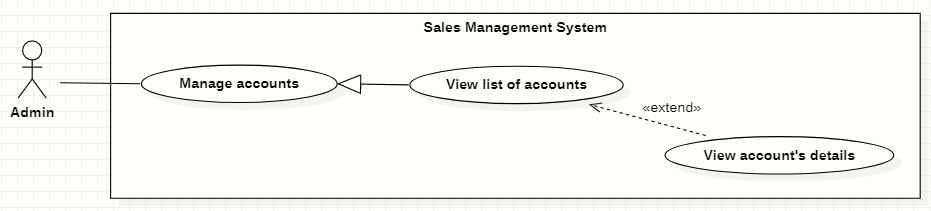 Sales Management System
Admin
Manage accounts
View list of accounts
«extend»
View account's details